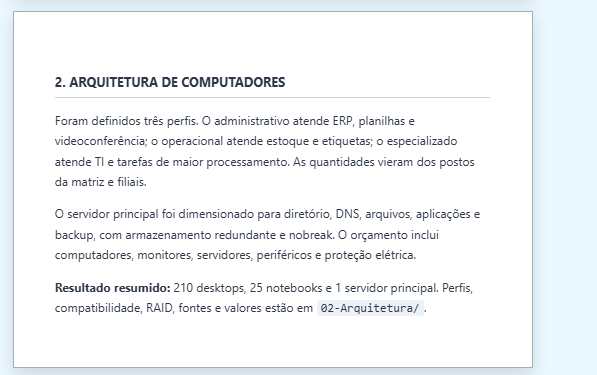 2. ARQUITETURA DE COMPUTADORES
Foram definidos três perfis. O administrativo atende ERP, planilhas e
videoconferência; o operacional atende estoque e etiquetas; o especializado
atende TI e tarefas de maior processamento. As quantidades vieram dos postos
da matriz e filiais.
O servidor principal foi dimensionado para diretório, DNS, arquivos, aplicações e
backup, com armazenamento redundante e nobreak. O orçamento inclui
computadores, monitores, servidores, periféricos e proteção elétrica.
Resultado resumido: 210 desktops, 25 notebooks e 1 servidor principal. Perfis,
compatibilidade, RAID, fontes e valores estão em 02-Arquitetura/ .